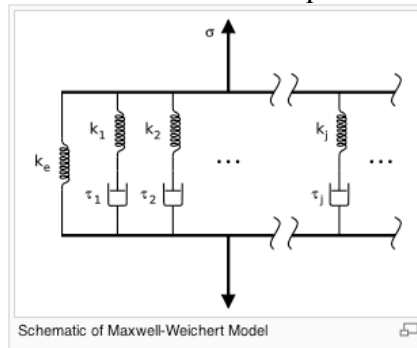 σ
k₁ k₂ kⱼ
kₑ
... ...
τ₁ τ₂ τⱼ
Schematic of Maxwell-Weichert Model